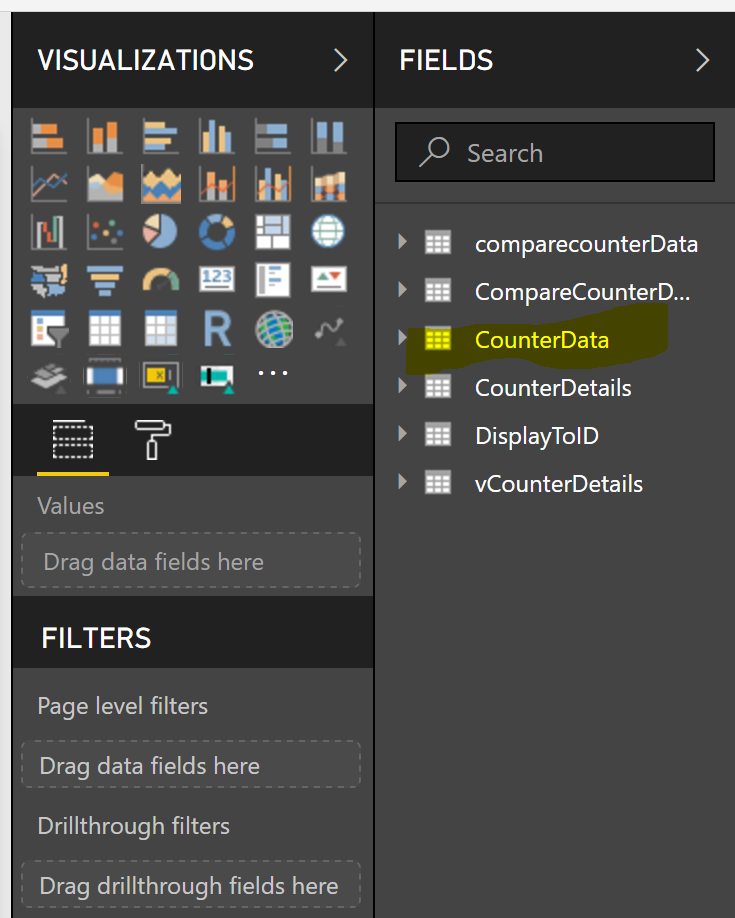 VISUALIZATIONS
123
R
Values
Drag data fields here
FILTERS
Page level filters
Drag data fields here
Drillthrough filters
Drag drillthrough fields here
FIELDS
Search
comparecounterData
CompareCounterD...
CounterData
CounterDetails
DisplayToID
vCounterDetails